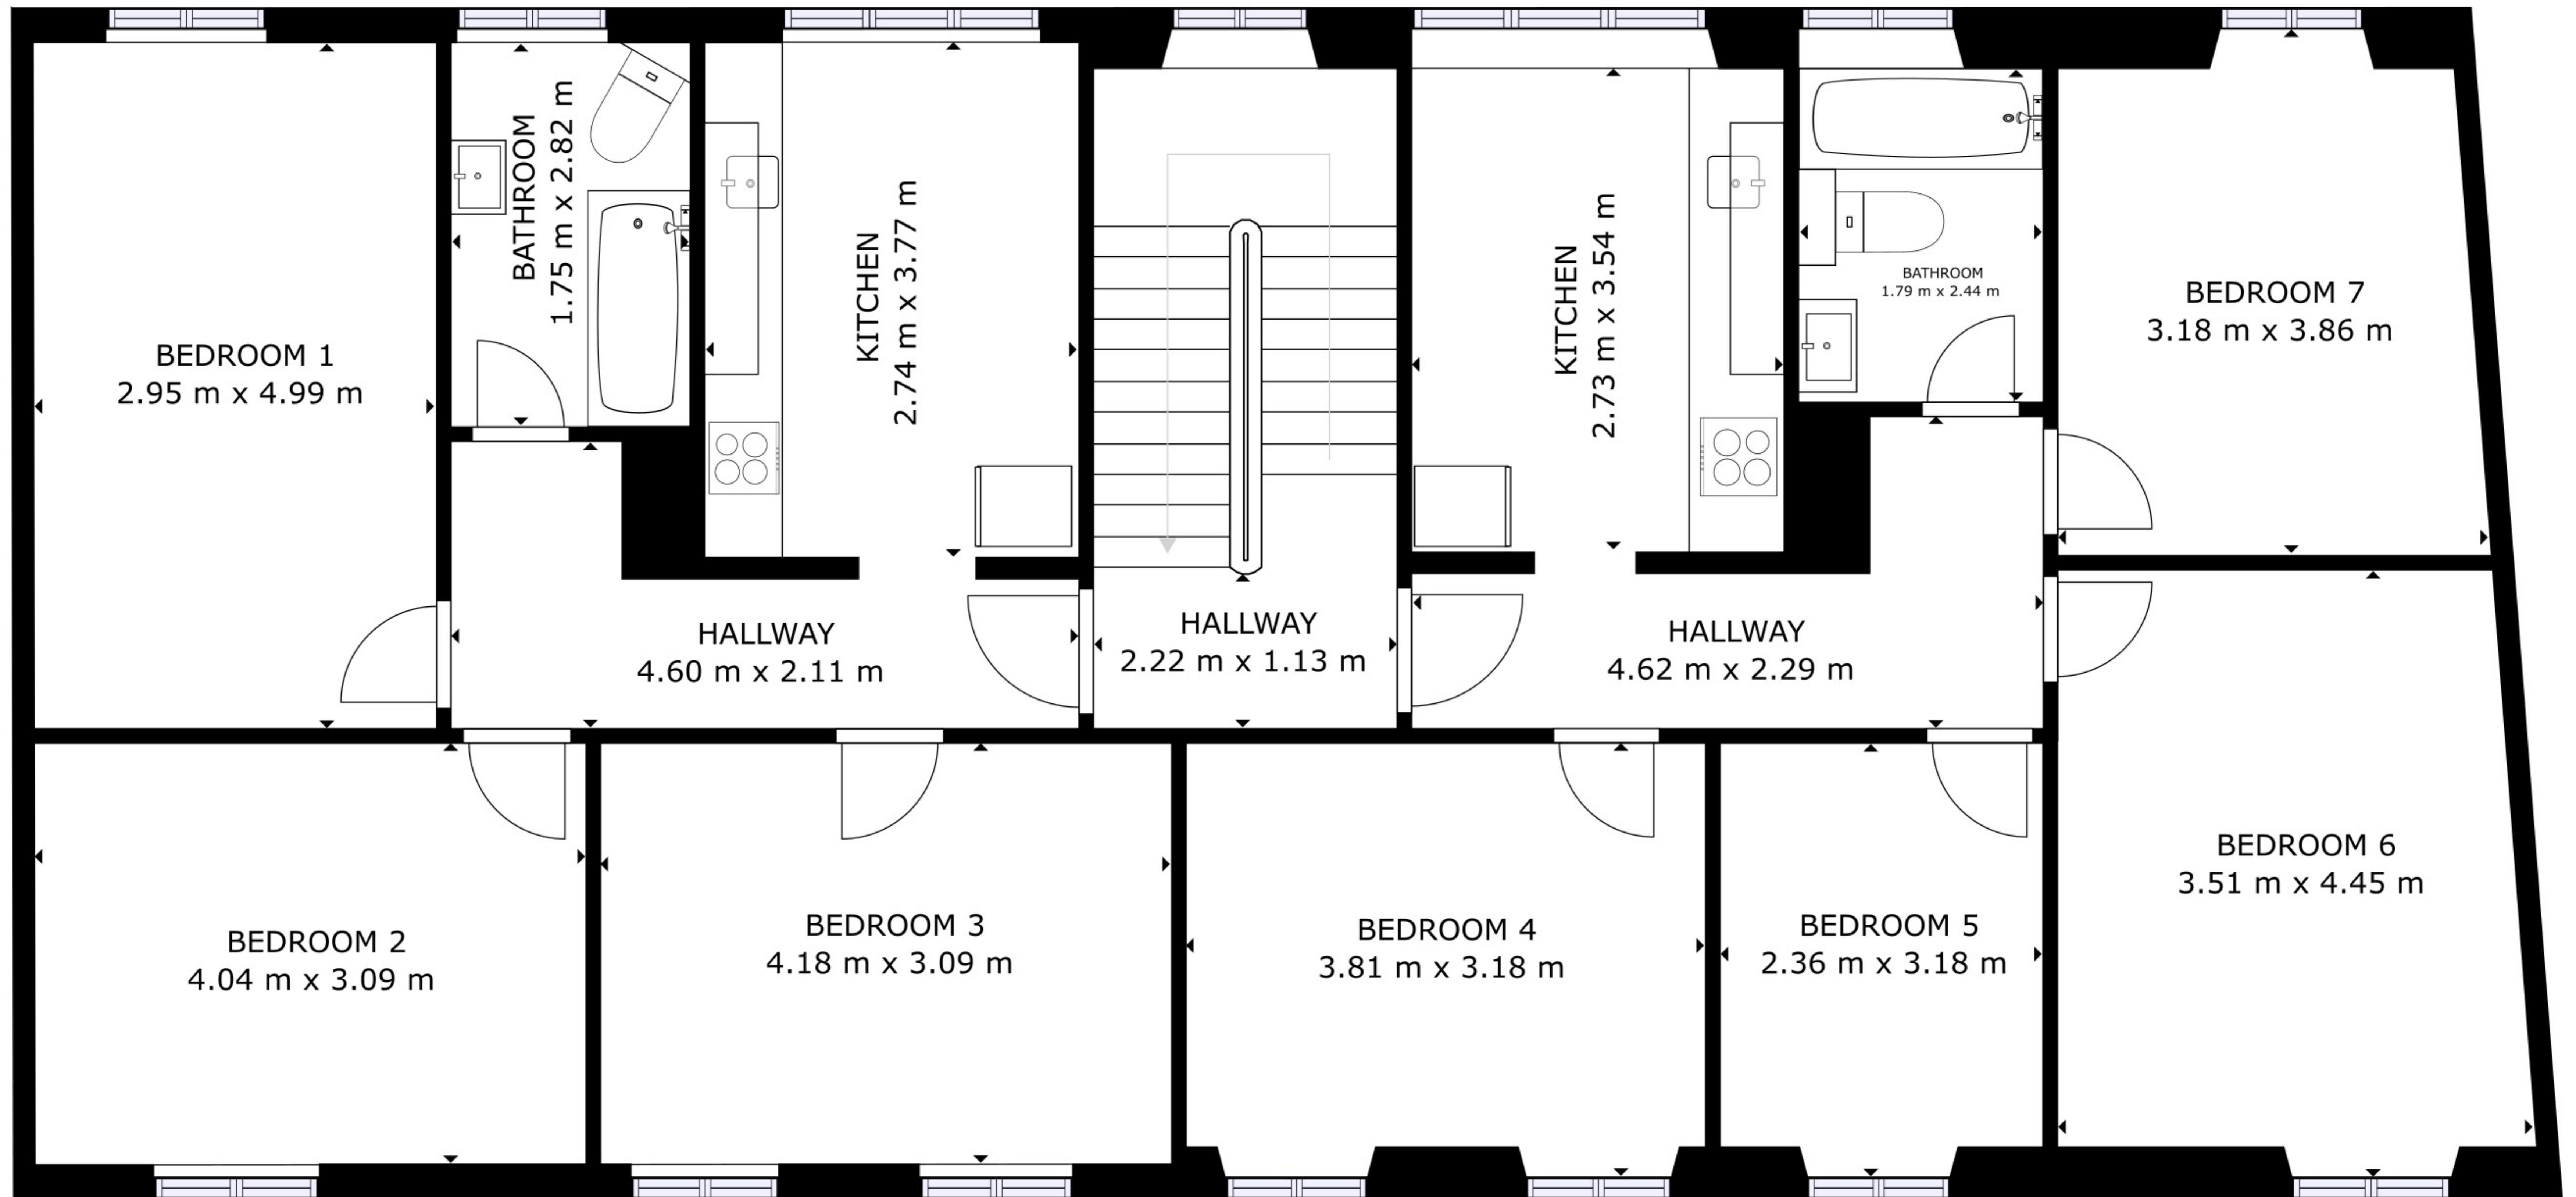 BATHROOM
1.75 m x 2.82 m
KITCHEN
2.74 m x 3.77 m
KITCHEN
2.73 m x 3.54 m
BATHROOM
1.79 m x 2.44 m
BEDROOM 7
3.18 m x 3.86 m
BEDROOM 1
2.95 m x 4.99 m
HALLWAY
4.60 m x 2.11 m
HALLWAY
2.22 m x 1.13 m
HALLWAY
4.62 m x 2.29 m
BEDROOM 2
4.04 m x 3.09 m
BEDROOM 3
4.18 m x 3.09 m
BEDROOM 4
3.81 m x 3.18 m
BEDROOM 5
2.36 m x 3.18 m
BEDROOM 6
3.51 m x 4.45 m